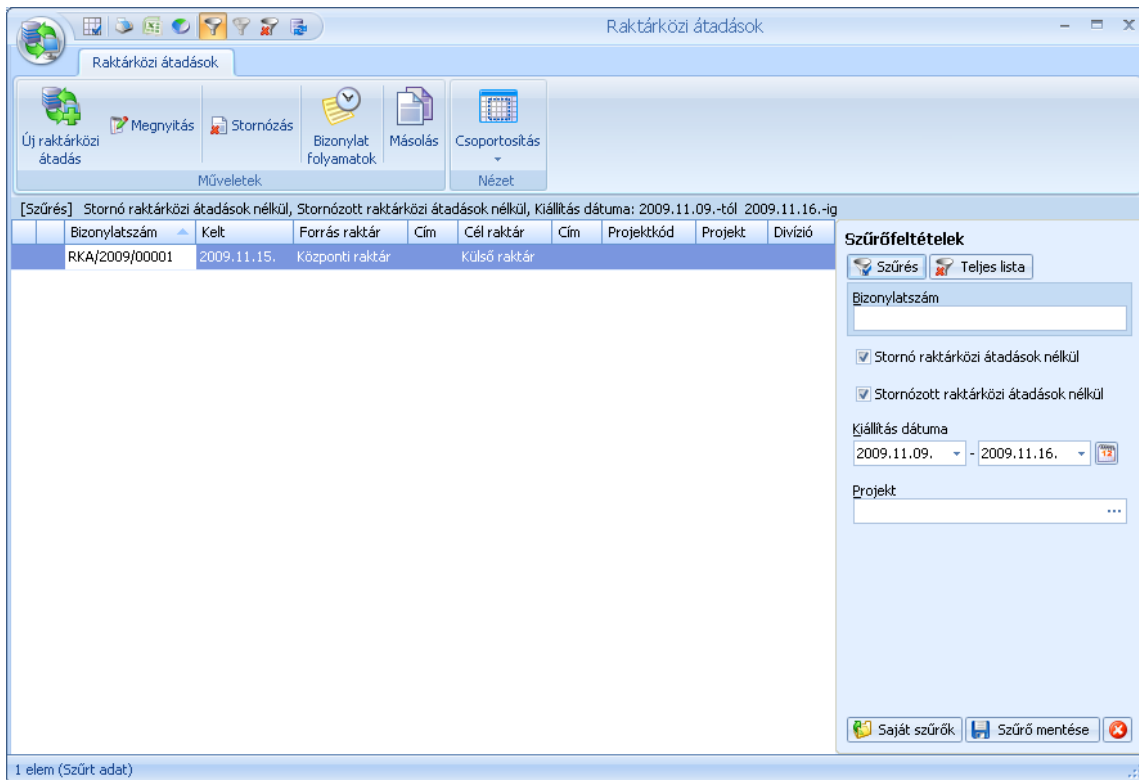 Raktárközi átadások
Raktárközi átadások
Új raktárközi átadás
Megnyitás
Stornózás
Bizonylat folyamatok
Másolás
Csoportosítás
Műveletek
Nézet
[Szűrés] Stornó raktárközi átadások nélkül, Stornózott raktárközi átadások nélkül, Kiállítás dátuma: 2009.11.09.-tól 2009.11.16.-ig
Bizonylatszám Kelt Forrás raktár Cím Cél raktár Cím Projektkód Projekt Divízió
RKA/2009/00001 2009.11.15. Központi raktár Külső raktár
Szűrőfeltételek
Szűrés Teljes lista
Bizonylatszám
Stornó raktárközi átadások nélkül
Stornózott raktárközi átadások nélkül
Kiállítás dátuma
2009.11.09. - 2009.11.16. 12
Projekt
...
Saját szűrők Szűrő mentése
1 elem (Szűrt adat)